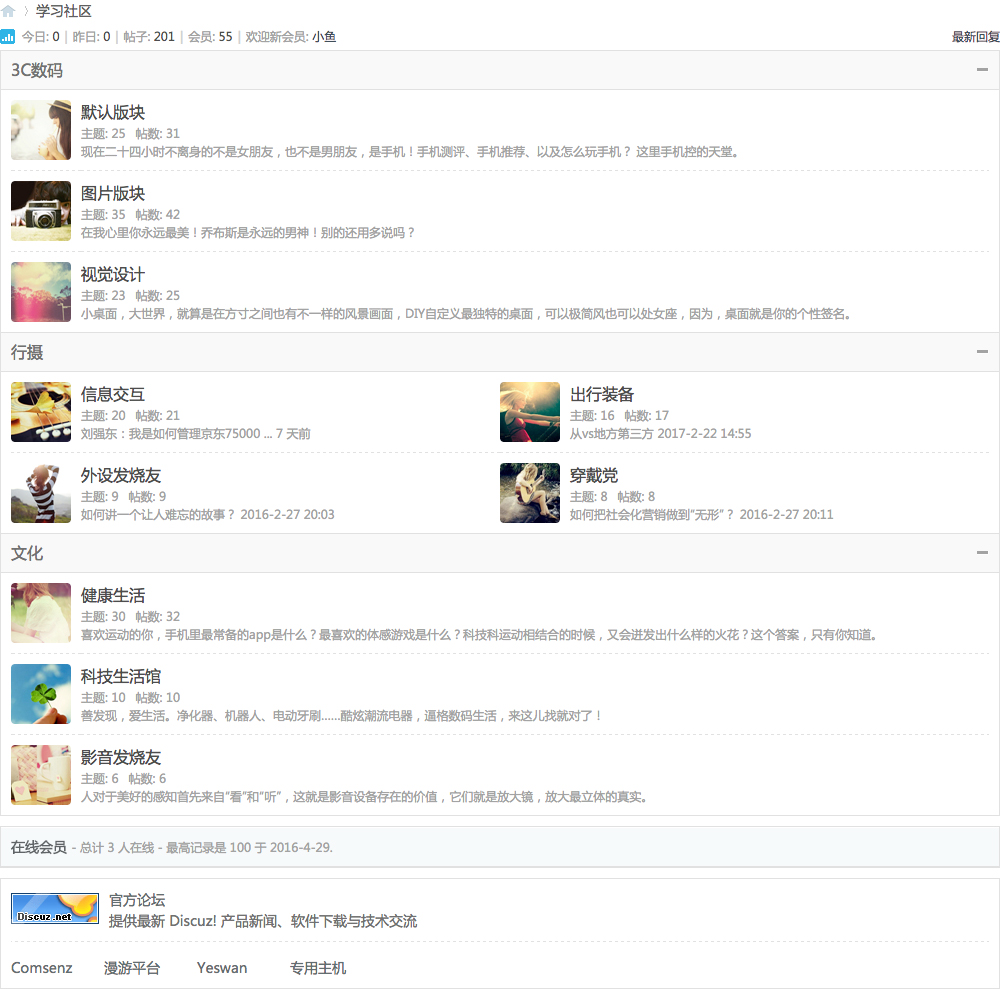 学习社区
今日: 0 | 昨日: 0 | 帖子: 201 | 会员: 55 | 欢迎新会员: 小鱼 最新回复
3C数码
默认版块
主题: 25 帖数: 31
现在二十四小时不离身的不是女朋友，也不是男朋友，是手机！手机测评、手机推荐、以及怎么玩手机？ 这里手机控的天堂。
图片版块
主题: 35 帖数: 42
在我心里你永远最美！乔布斯是永远的男神！别的还用多说吗？
视觉设计
主题: 23 帖数: 25
小桌面，大世界，就算是在方寸之间也有不一样的风景画面，DIY自定义最独特的桌面，可以极简风也可以处女座，因为，桌面就是你的个性签名。
行摄
信息交互
主题: 20 帖数: 21
刘强东：我是如何管理京东75000 ... 7 天前
出行装备
主题: 16 帖数: 17
从vs地方第三方 2017-2-22 14:55
外设发烧友
主题: 9 帖数: 9
如何讲一个让人难忘的故事？ 2016-2-27 20:03
穿戴党
主题: 8 帖数: 8
如何把社会化营销做到“无形”？ 2016-2-27 20:11
文化
健康生活
主题: 30 帖数: 32
喜欢运动的你，手机里最常备的app是什么？最喜欢的体感游戏是什么？科技科运动相结合的时候，又会迸发出什么样的火花？这个答案，只有你知道。
科技生活馆
主题: 10 帖数: 10
善发现，爱生活。净化器、机器人、电动牙刷......酷炫潮流电器，逼格数码生活，来这儿找就对了！
影音发烧友
主题: 6 帖数: 6
人对于美好的感知首先来自“看”和“听”，这就是影音设备存在的价值，它们就是放大镜，放大最立体的真实。
在线会员 - 总计 3 人在线 - 最高记录是 100 于 2016-4-29.
Discuz.net
官方论坛
提供最新 Discuz! 产品新闻、软件下载与技术交流
Comsenz 漫游平台 Yeswan 专用主机